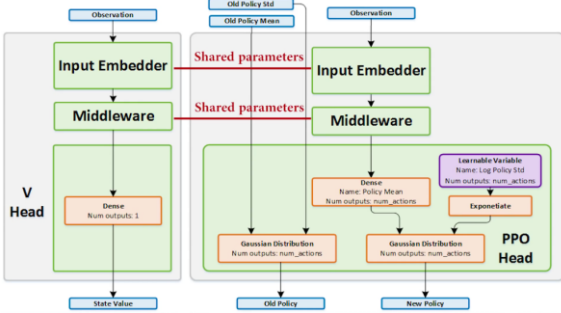 Old Policy Std
Observation
Old Policy Mean
Observation
Input Embedder
Shared parameters
Input Embedder
Middleware
Shared parameters
Middleware
V
Head
Dense
Num outputs: 1
Learnable Variable
Name: Log Policy Std
Num outputs: num_actions
Dense
Name: Policy Mean
Num outputs: num_actions
Exponetiate
Gaussian Distribution
Num outputs: num_actions
Gaussian Distribution
Num outputs: num_actions
PPO
Head
State Value
Old Policy
New Policy